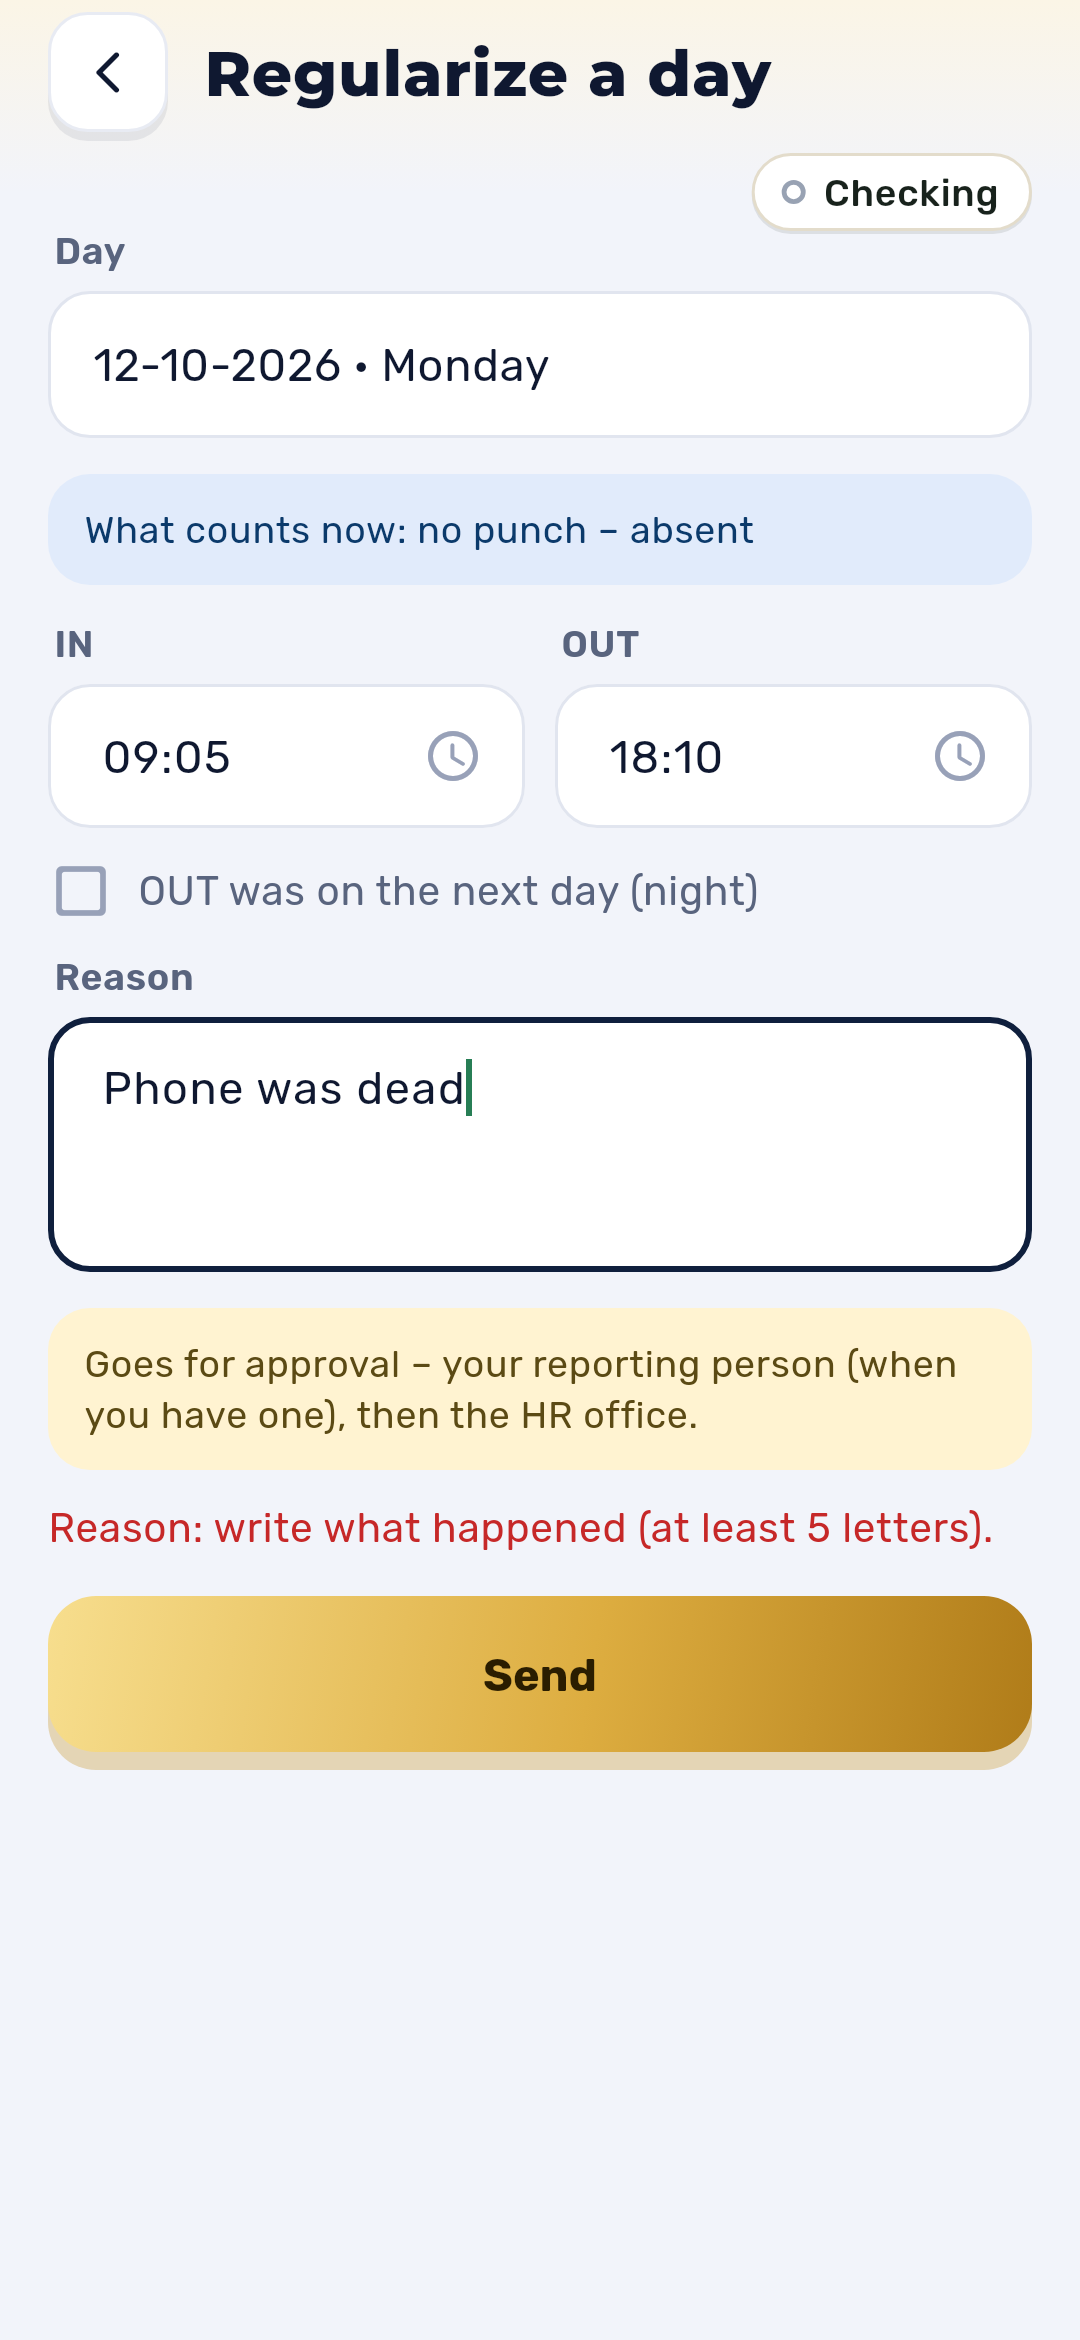 Regularize a day
Checking
Day
12-10-2026 • Monday
What counts now: no punch – absent
IN
OUT
09:05
18:10
OUT was on the next day (night)
Reason
Phone was dead
Goes for approval – your reporting person (when
you have one), then the HR office.
Reason: write what happened (at least 5 letters).
Send